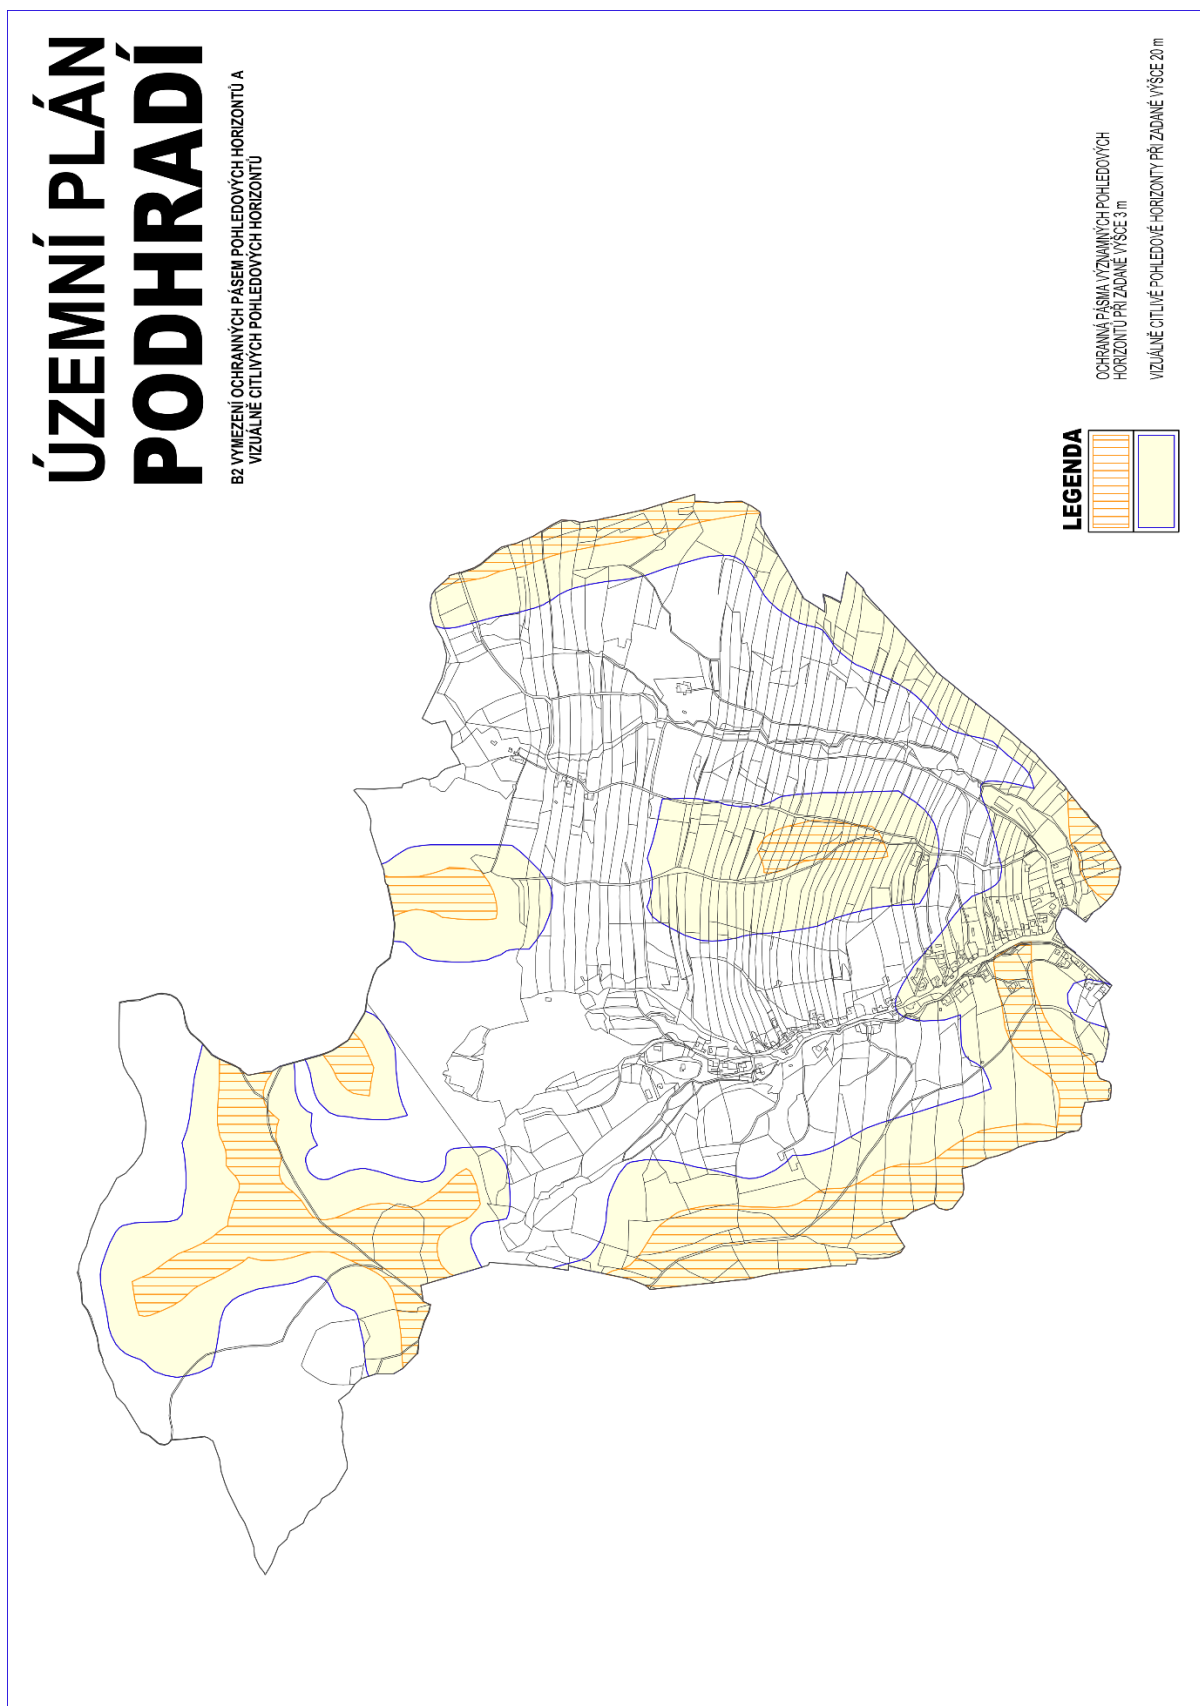 ÚZEMNÍ PLÁN
PODHRADÍ
B2 VYMEZENÍ OCHRANNÝCH PÁSEM POHLEDOVÝCH HORIZONTŮ A
VIZUÁLNĚ CITLIVÝCH POHLEDOVÝCH HORIZONTŮ
LEGENDA
OCHRANNÁ PÁSMA VÝZNAMNÝCH POHLEDOVÝCH
HORIZONTŮ PŘI ZADANÉ VÝŠCE 3 m
VIZUÁLNĚ CITLIVÉ POHLEDOVÉ HORIZONTY PŘI ZADANÉ VÝŠCE 20 m